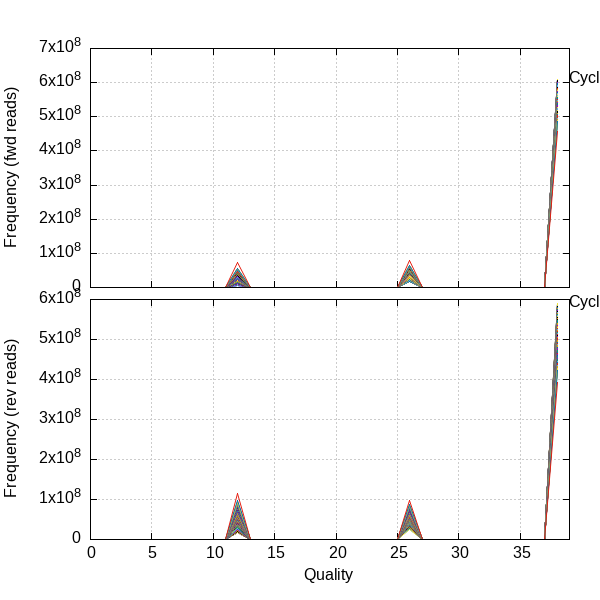 7x10^8
6x10^8
Cycl
5x10^8
4x10^8
3x10^8
2x10^8
1x10^8
0
Frequency (fwd reads)
6x10^8
Cycl
5x10^8
4x10^8
3x10^8
2x10^8
1x10^8
0
Frequency (rev reads)
0 5 10 15 20 25 30 35
Quality